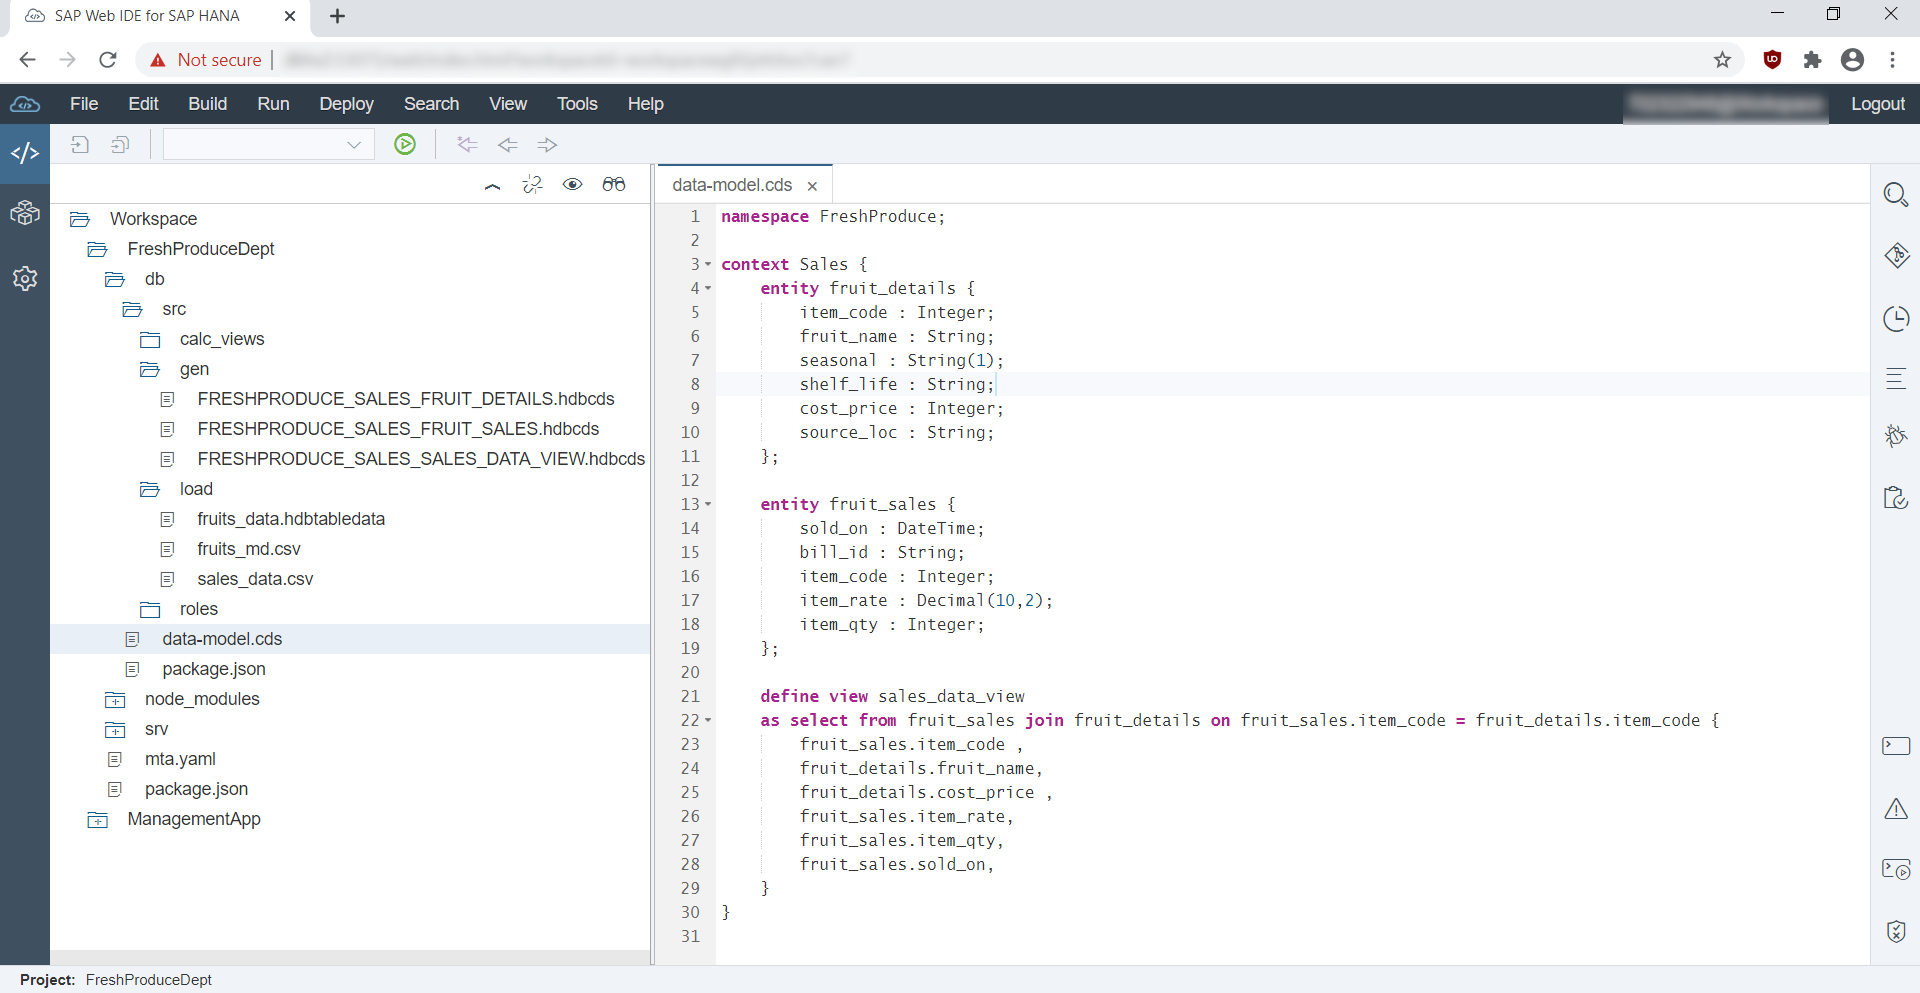 SAP Web IDE for SAP HANA
Not secure
File Edit Build Run Deploy Search View Tools Help Logout
Workspace
FreshProduceDept
db
src
calc_views
gen
FRESHPRODUCE_SALES_FRUIT_DETAILS.hdbcds
FRESHPRODUCE_SALES_FRUIT_SALES.hdbcds
FRESHPRODUCE_SALES_SALES_DATA_VIEW.hdbcds
load
fruits_data.hdbtabledata
fruits_md.csv
sales_data.csv
roles
data-model.cds
package.json
node_modules
srv
mta.yaml
package.json
ManagementApp
data-model.cds
1 namespace FreshProduce;
2
3 context Sales {
4 entity fruit_details {
5 item_code : Integer;
6 fruit_name : String;
7 seasonal : String(1);
8 shelf_life : String;
9 cost_price : Integer;
10 source_loc : String;
11 };
12
13 entity fruit_sales {
14 sold_on : DateTime;
15 bill_id : String;
16 item_code : Integer;
17 item_rate : Decimal(10,2);
18 item_qty : Integer;
19 };
20
21 define view sales_data_view
22 as select from fruit_sales join fruit_details on fruit_sales.item_code = fruit_details.item_code {
23 fruit_sales.item_code ,
24 fruit_details.fruit_name,
25 fruit_details.cost_price ,
26 fruit_sales.item_rate,
27 fruit_sales.item_qty,
28 fruit_sales.sold_on,
29 }
30 }
31
Project: FreshProduceDept